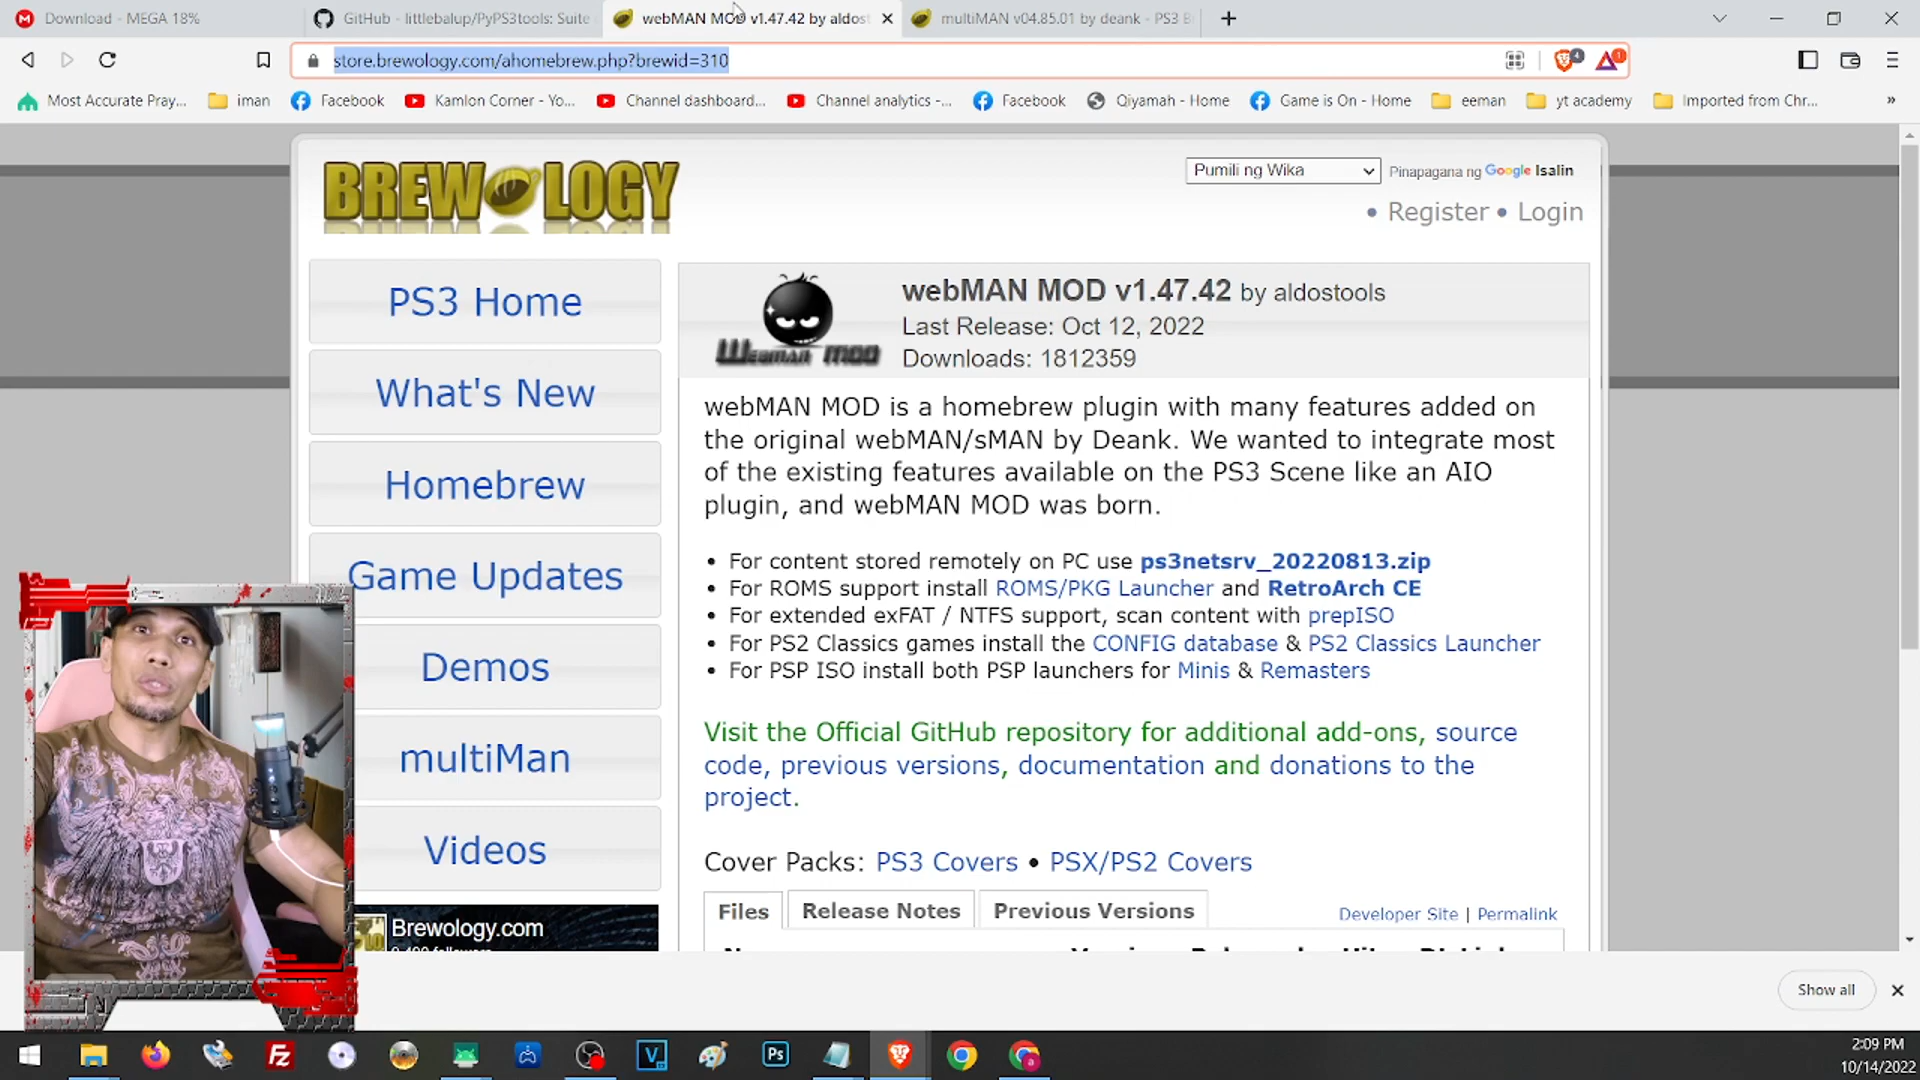 Download - MEGA 18%
GitHub - littlebalup/PyPS3tools: Suite
webMAN MOD v1.47.42 by aldost
multiMAN v04.85.01 by deank - PS3 B
store.brewology.com/ahomebrew.php?brewid=310
4
1
Most Accurate Pray...
iman
Facebook
Kamlon Corner - Yo...
Channel dashboard...
Channel analytics -...
Facebook
Qiyamah - Home
Game is On - Home
eeman
yt academy
Imported from Chr...
BREWOLOGY
Pumili ng Wika
Pinapagana ng Google Isalin
• Register • Login
PS3 Home
What's New
Homebrew
Game Updates
Demos
multiMan
Videos
Brewology.com
Webman mod
webMAN MOD v1.47.42 by aldostools
Last Release: Oct 12, 2022
Downloads: 1812359
webMAN MOD is a homebrew plugin with many features added on
the original webMAN/sMAN by Deank. We wanted to integrate most
of the existing features available on the PS3 Scene like an AIO
plugin, and webMAN MOD was born.
• For content stored remotely on PC use ps3netsrv_20220813.zip
• For ROMS support install ROMS/PKG Launcher and RetroArch CE
• For extended exFAT / NTFS support, scan content with prepISO
• For PS2 Classics games install the CONFIG database & PS2 Classics Launcher
• For PSP ISO install both PSP launchers for Minis & Remasters
Visit the Official GitHub repository for additional add-ons, source
code, previous versions, documentation and donations to the
project.
Cover Packs: PS3 Covers • PSX/PS2 Covers
Files
Release Notes
Previous Versions
Developer Site | Permalink
Show all
Fz
V
Ps
2:09 PM
10/14/2022